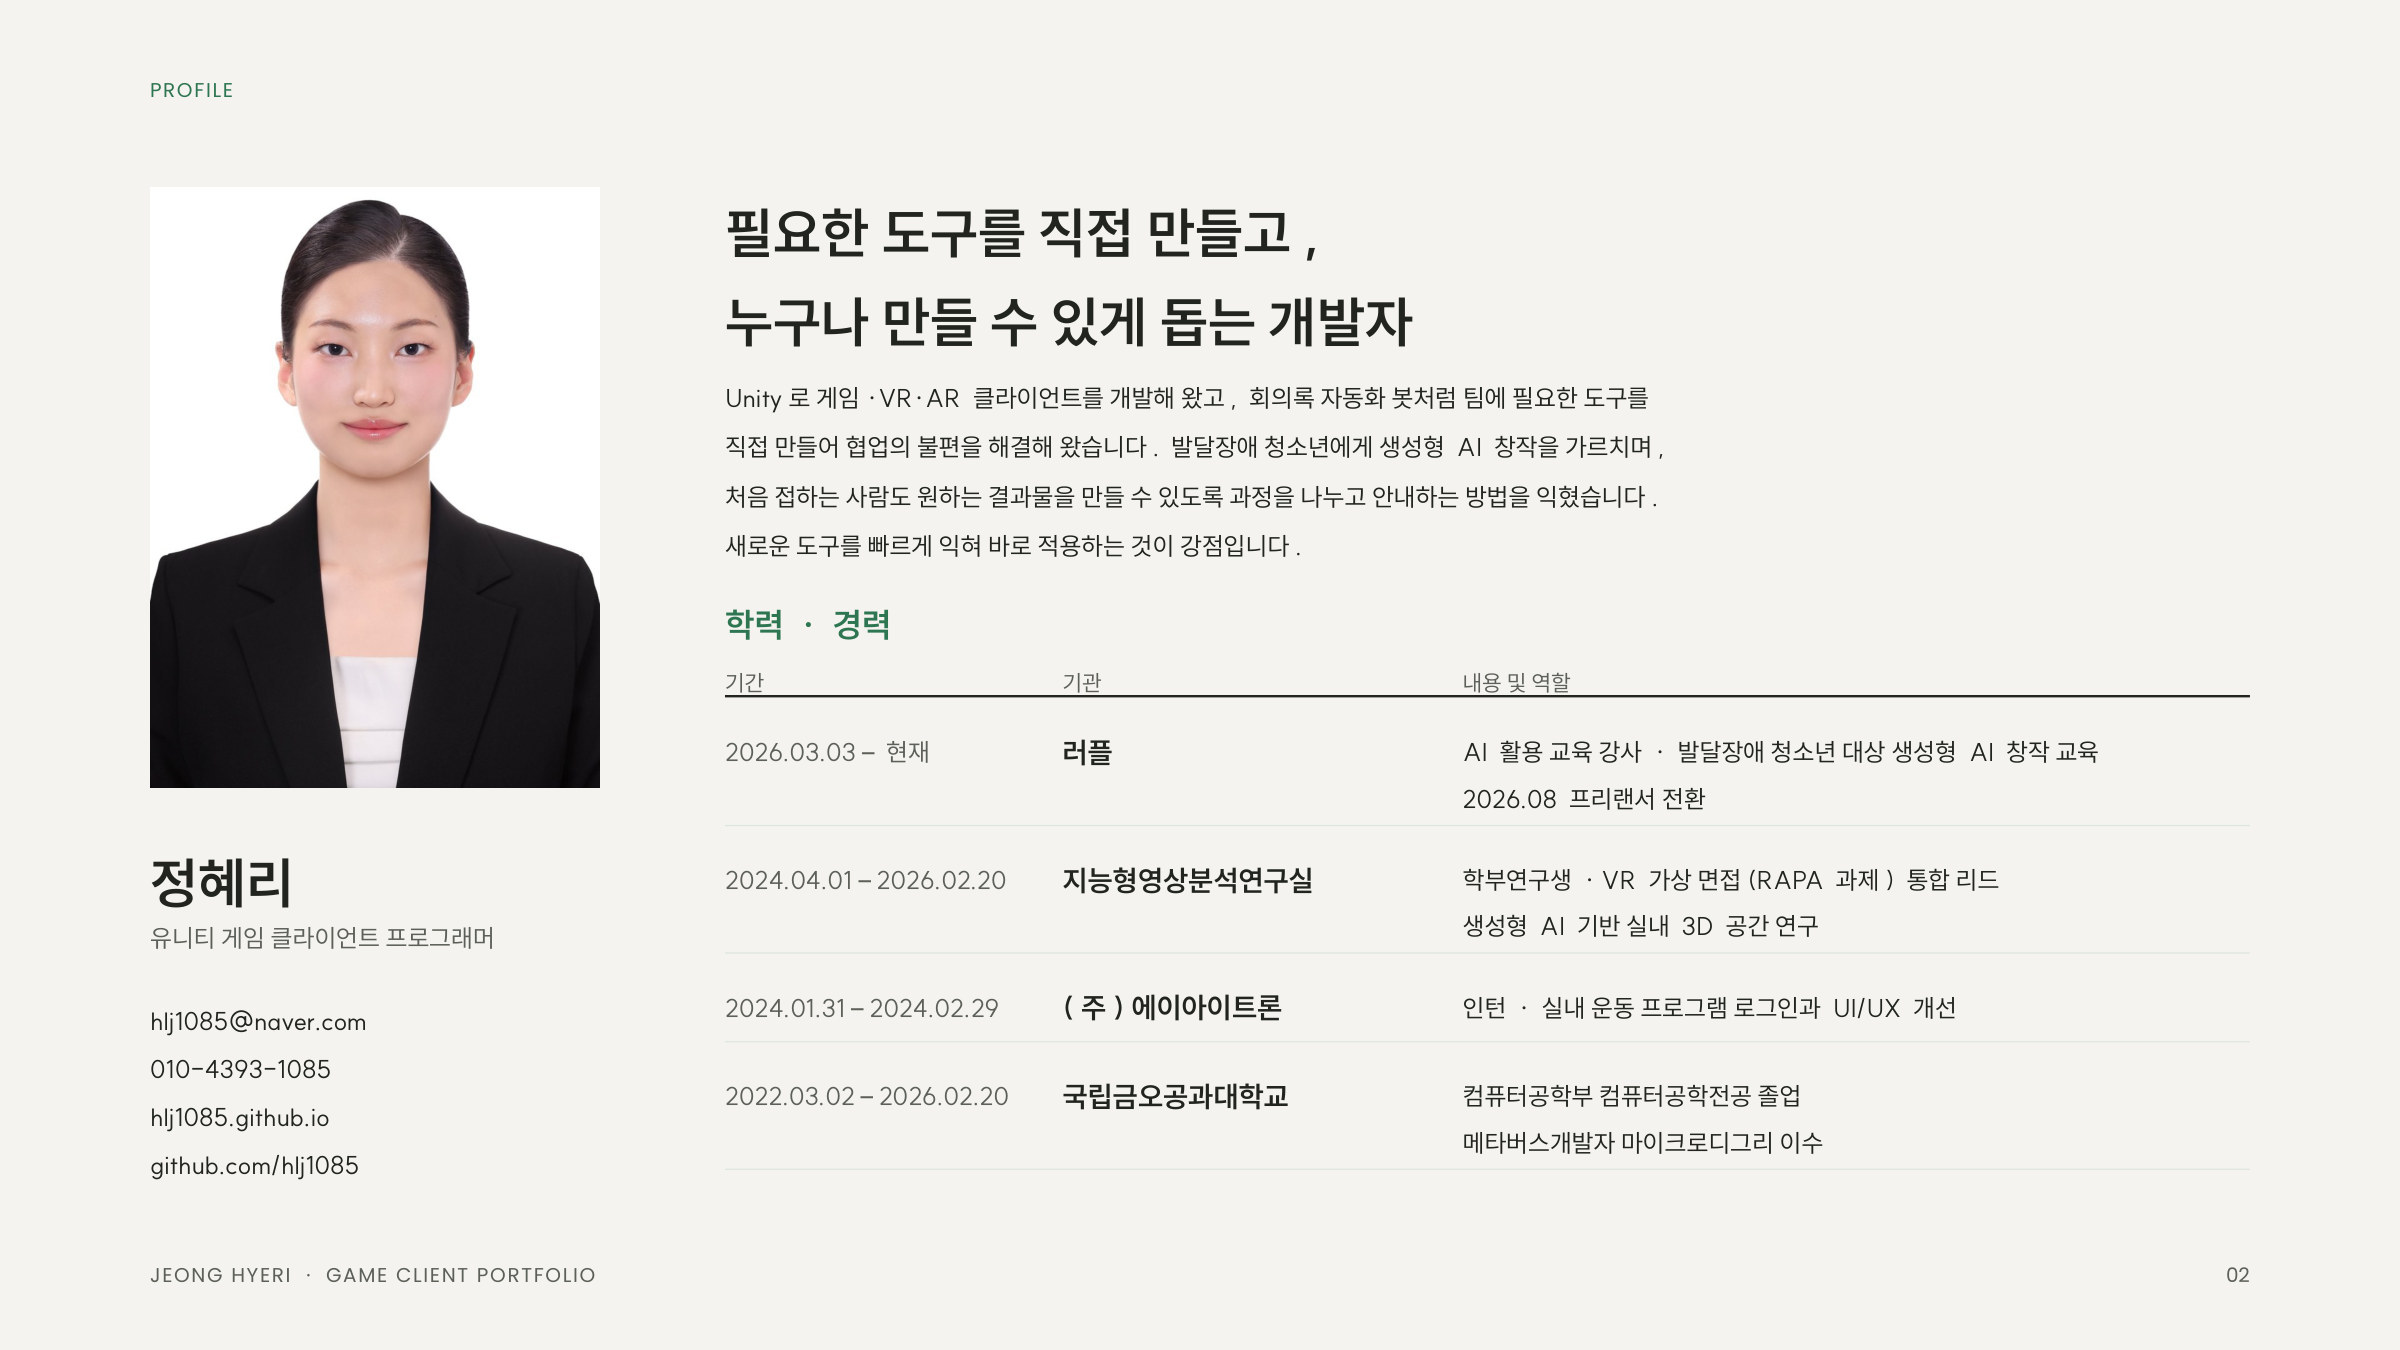 PROFILE
필요한 도구를 직접 만들고 ,
누구나 만들 수 있게 돕는 개발자
Unity 로 게임 ·VR·AR 클라이언트를 개발해 왔고 , 회의록 자동화 봇처럼 팀에 필요한 도구를
직접 만들어 협업의 불편을 해결해 왔습니다 . 발달장애 청소년에게 생성형 AI 창작을 가르치며 ,
처음 접하는 사람도 원하는 결과물을 만들 수 있도록 과정을 나누고 안내하는 방법을 익혔습니다 .
새로운 도구를 빠르게 익혀 바로 적용하는 것이 강점입니다 .
학력 · 경력
기간 기관 내용 및 역할
2026.03.03 – 현재 러플 AI 활용 교육 강사 · 발달장애 청소년 대상 생성형 AI 창작 교육
2026.08 프리랜서 전환
2024.04.01 – 2026.02.20 지능형영상분석연구실 학부연구생 · VR 가상 면접 (RAPA 과제 ) 통합 리드
생성형 AI 기반 실내 3D 공간 연구
2024.01.31 – 2024.02.29 ( 주 ) 에이아이트론 인턴 · 실내 운동 프로그램 로그인과 UI/UX 개선
2022.03.02 – 2026.02.20 국립금오공과대학교 컴퓨터공학부 컴퓨터공학전공 졸업
메타버스개발자 마이크로디그리 이수
정혜리
유니티 게임 클라이언트 프로그래머
hlj1085@naver.com
010-4393-1085
hlj1085.github.io
github.com/hlj1085
JEONG HYERI · GAME CLIENT PORTFOLIO
02